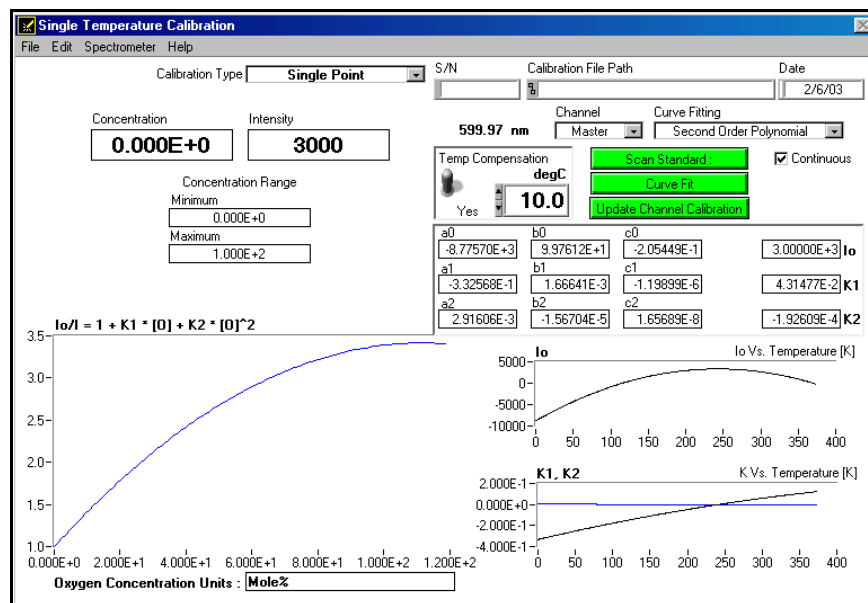 Single Temperature Calibration
File Edit Spectrometer Help
Calibration Type Single Point
S/N Calibration File Path Date
2/6/03
Concentration Intensity
0.000E+0 3000
599.97 nm
Channel Curve Fitting
Master Second Order Polynomial
Concentration Range
Minimum
0.000E+0
Maximum
1.000E+2
Temp Compensation
degC
Yes 10.0
Scan Standard :
Curve Fit
Update Channel Calibration
Continuous
a0 b0 c0
-8.77570E+3 9.97612E+1 -2.05449E-1 3.00000E+3 Io
a1 b1 c1
-3.32568E-1 1.66641E-3 -1.19899E-6 4.31477E-2 K1
a2 b2 c2
2.91606E-3 -1.56704E-5 1.65689E-8 -1.92609E-4 K2
Io/I = 1 + K1 * [O] + K2 * [O]^2
3.5
3.0
2.5
2.0
1.5
1.0
0.000E+0 2.000E+1 4.000E+1 6.000E+1 8.000E+1 1.000E+2 1.200E+2
Oxygen Concentration Units : Mole%
Io Io Vs. Temperature [K]
5000
0
-5000
-10000
0 50 100 150 200 250 300 350 400
K1, K2 K Vs. Temperature [K]
2.000E-1
0.000E+0
-2.000E-1
-4.000E-1
0 50 100 150 200 250 300 350 400